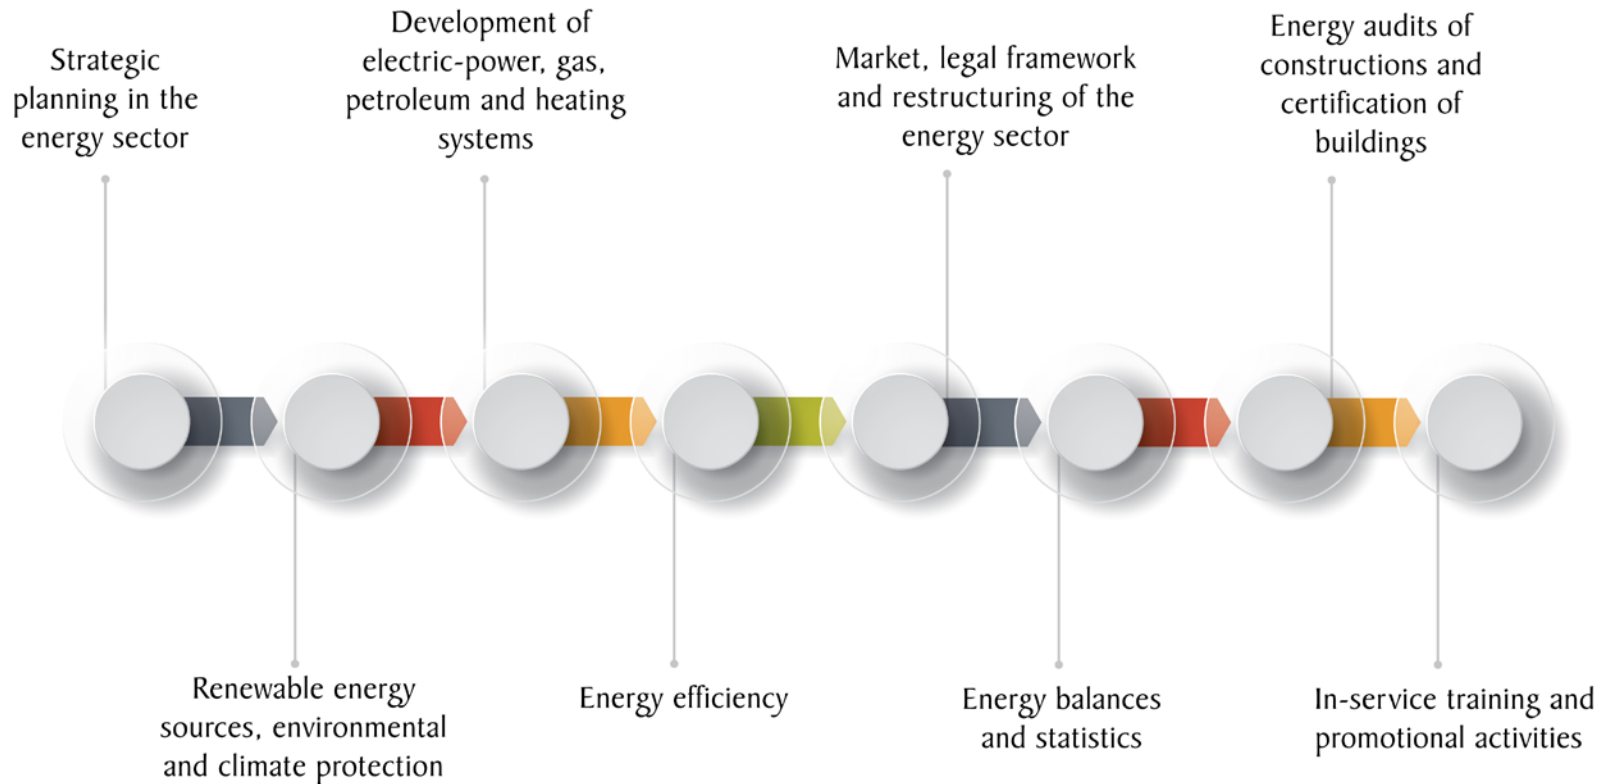 Strategic
planning in the
energy sector
Development of
electric-power, gas,
petroleum and heating
systems
Market, legal framework
and restructuring of the
energy sector
Energy audits of
constructions and
certification of
buildings
Renewable energy
sources, environmental
and climate protection
Energy efficiency
Energy balances
and statistics
In-service training and
promotional activities